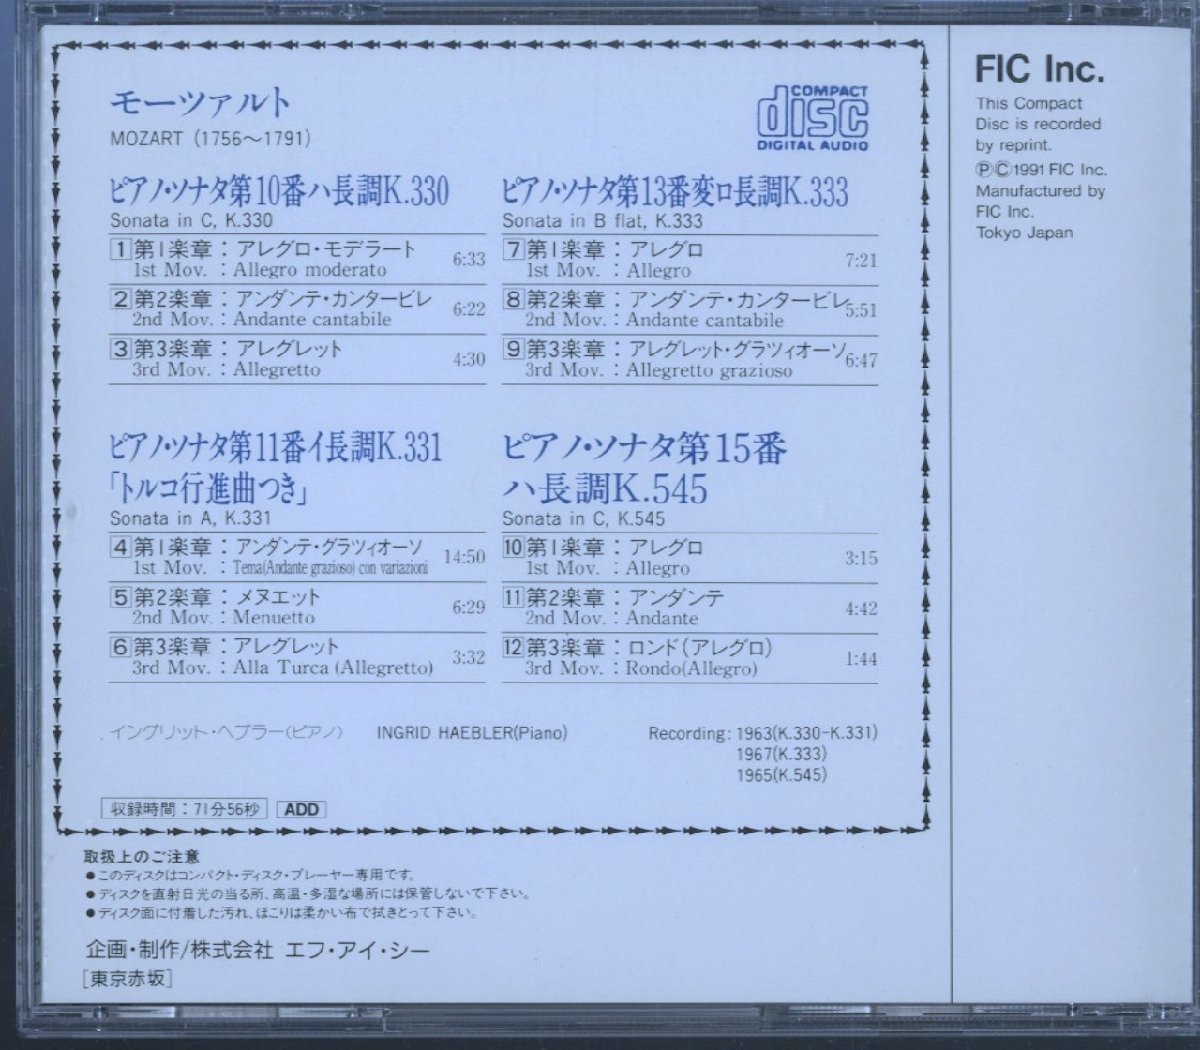 モーツァルト
MOZART (1756〜1791)
COMPACT
disc
DIGITAL AUDIO
ピアノ・ソナタ第10番ハ長調K.330
Sonata in C, K.330
1 第1楽章：アレグロ・モデラート
1st Mov.：Allegro moderato 6:33
2 第2楽章：アンダンテ・カンタービレ
2nd Mov.：Andante cantabile 6:22
3 第3楽章：アレグレット
3rd Mov.：Allegretto 4:30
ピアノ・ソナタ第11番イ長調K.331
「トルコ行進曲つき」
Sonata in A, K.331
4 第1楽章：アンダンテ・グラツィオーソ
1st Mov.：Tema(Andante grazioso) con variazioni 14:50
5 第2楽章：メヌエット
2nd Mov.：Menuetto 6:29
6 第3楽章：アレグレット
3rd Mov.：Alla Turca (Allegretto) 3:32
ピアノ・ソナタ第13番変ロ長調K.333
Sonata in B flat, K.333
7 第1楽章：アレグロ
1st Mov.：Allegro 7:21
8 第2楽章：アンダンテ・カンタービレ
2nd Mov.：Andante cantabile 5:51
9 第3楽章：アレグレット・グラツィオーソ
3rd Mov.：Allegretto grazioso 6:47
ピアノ・ソナタ第15番
ハ長調K.545
Sonata in C, K.545
10 第1楽章：アレグロ
1st Mov.：Allegro 3:15
11 第2楽章：アンダンテ
2nd Mov.：Andante 4:42
12 第3楽章：ロンド(アレグロ)
3rd Mov.：Rondo(Allegro) 1:44
イングリット・ヘブラー(ピアノ) INGRID HAEBLER(Piano)
Recording: 1963(K.330-K.331)
1967(K.333)
1965(K.545)
収録時間：71分56秒 ADD
取扱上のご注意
●このディスクはコンパクト・ディスク・プレーヤー専用です。
●ディスクを直射日光の当る所、高温・多湿な場所には保管しないで下さい。
●ディスク面に付着した汚れ、ほこりは柔かい布で拭きとって下さい。
企画・制作/株式会社 エフ・アイ・シー
[東京赤坂]
FIC Inc.
This Compact
Disc is recorded
by reprint.
ⓅⒸ1991 FIC Inc.
Manufactured by
FIC Inc.
Tokyo Japan